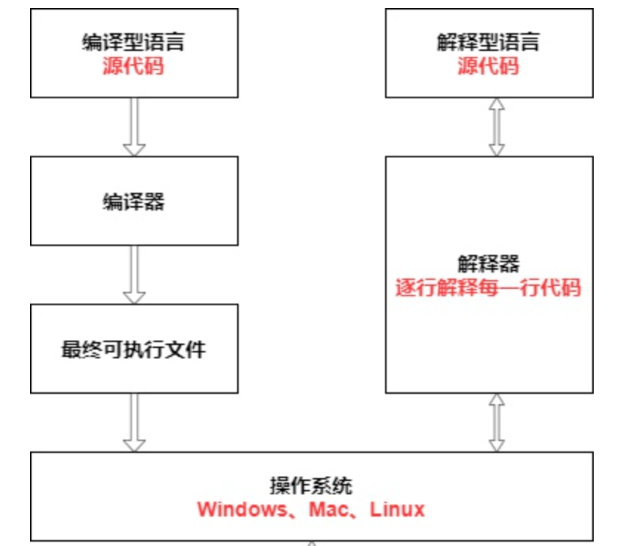 编译型语言
源代码
解释型语言
源代码
编译器
解释器
逐行解释每一行代码
最终可执行文件
操作系统
Windows、Mac、Linux